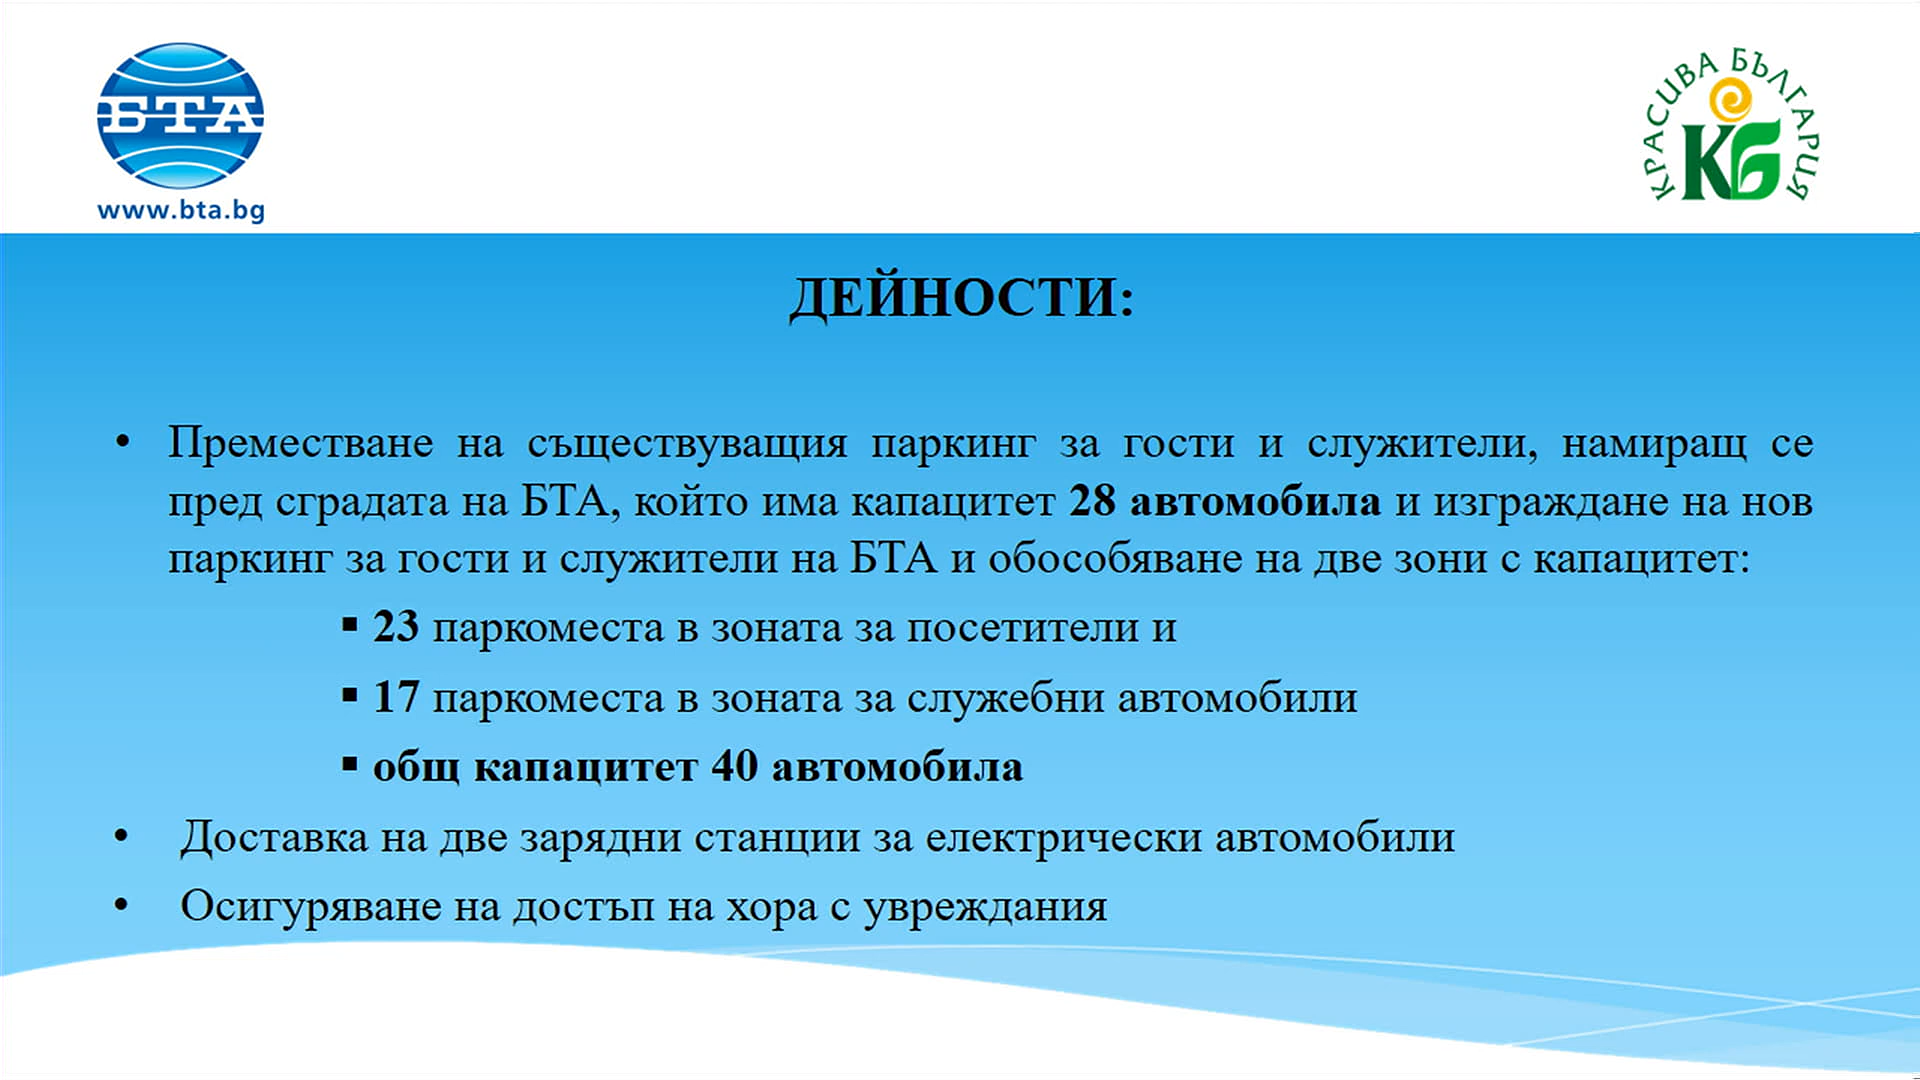 БТА
www.bta.bg
КРАСИВА БЪЛГАРИЯ
КБ
ДЕЙНОСТИ:
• Преместване на съществуващия паркинг за гости и служители, намиращ се
пред сградата на БТА, който има капацитет 28 автомобила и изграждане на нов
паркинг за гости и служители на БТА и обособяване на две зони с капацитет:
▪ 23 паркоместа в зоната за посетители и
▪ 17 паркоместа в зоната за служебни автомобили
▪ общ капацитет 40 автомобила
• Доставка на две зарядни станции за електрически автомобили
• Осигуряване на достъп на хора с увреждания